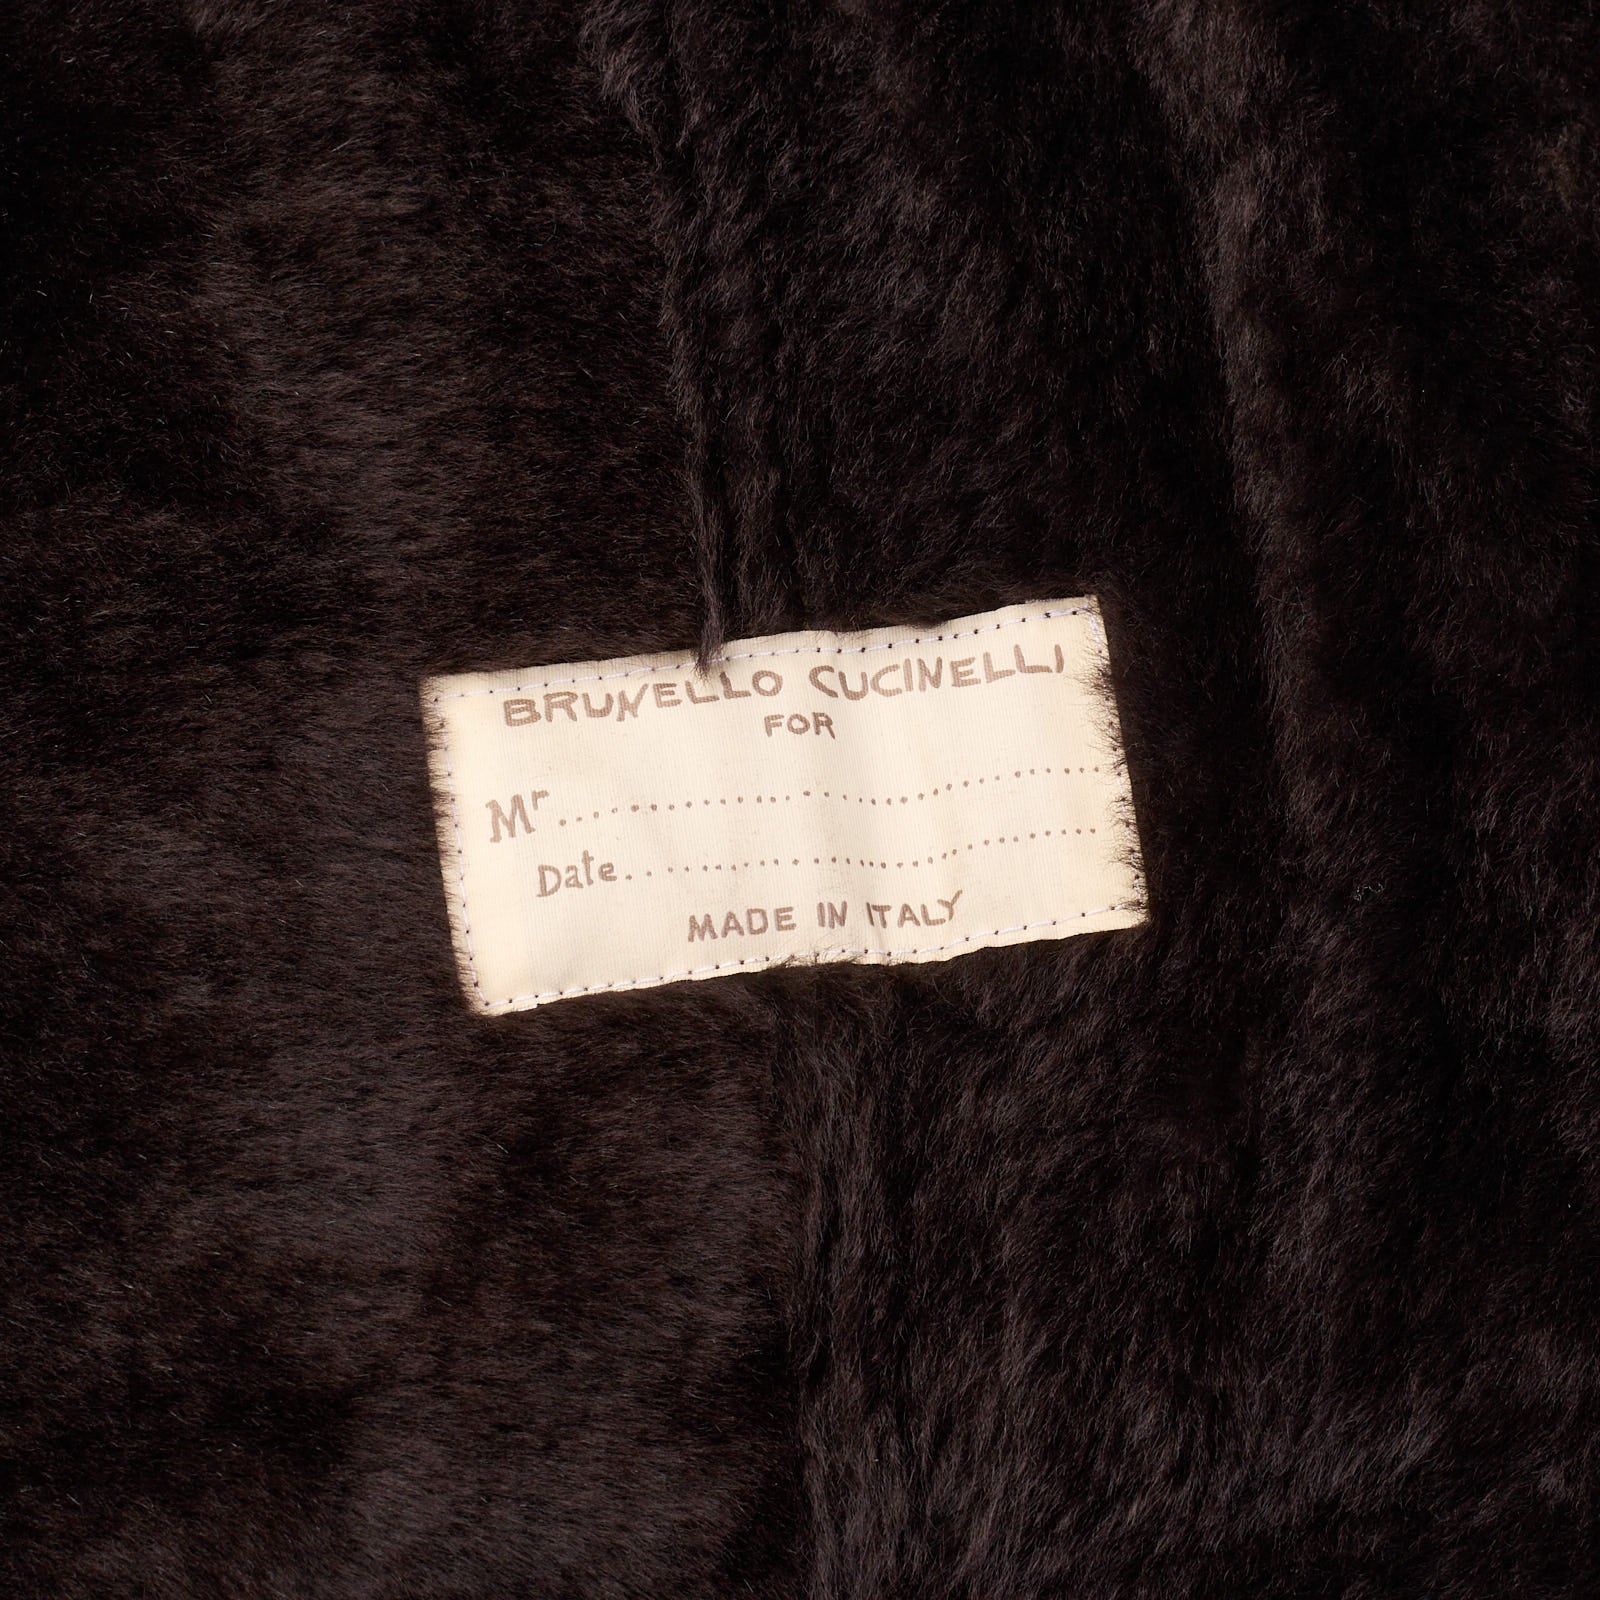 BRUNELLO CUCINELLI
FOR
Mr..........................................
Date........................................
MADE IN ITALY